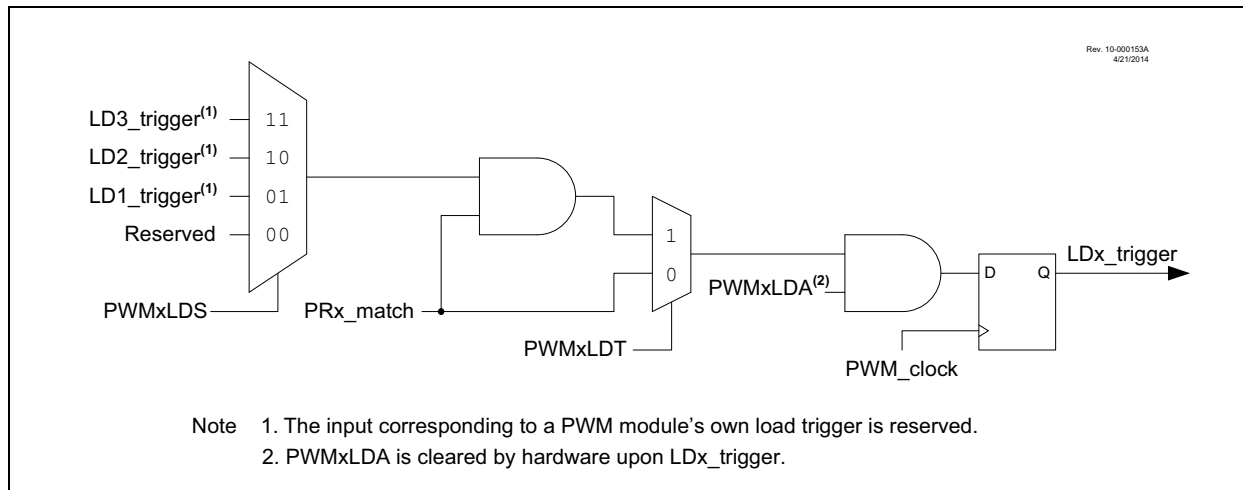 Rev. 10-000153A
4/21/2014
LD3_trigger(1)
11
LD2_trigger(1)
10
LD1_trigger(1)
01
Reserved
00
PWMxLDS
PRx_match
1
0
PWMxLDT
PWMxLDA(2)
D
Q
LDx_trigger
PWM_clock
Note 1. The input corresponding to a PWM module's own load trigger is reserved.
2. PWMxLDA is cleared by hardware upon LDx_trigger.